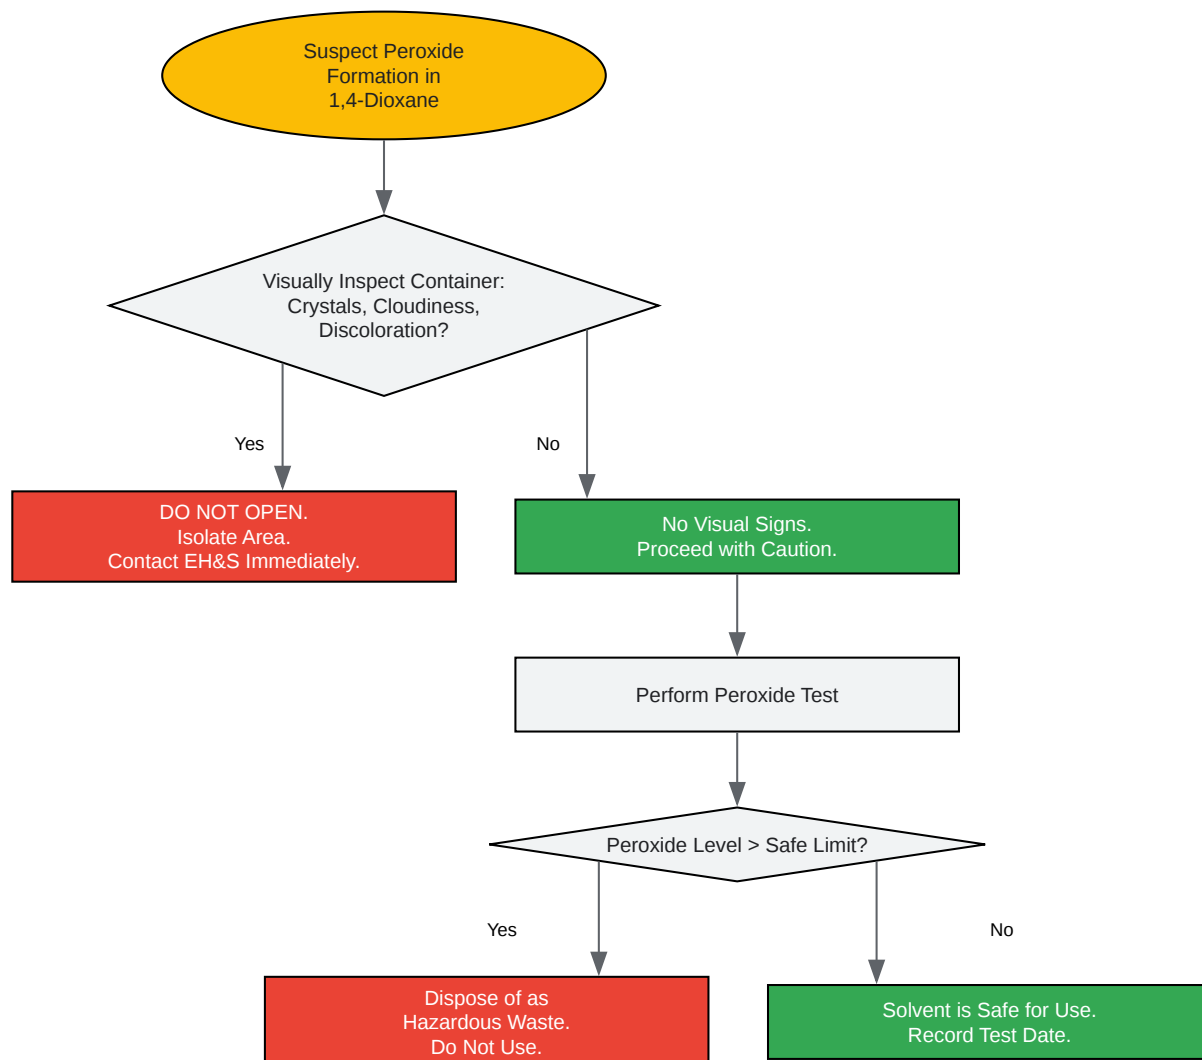 Suspect Peroxide
Formation in
1,4-Dioxane
Visually Inspect Container:
Crystals, Cloudiness,
Discoloration?
Yes
No
DO NOT OPEN.
Isolate Area.
Contact EH&S Immediately.
No Visual Signs.
Proceed with Caution.
Perform Peroxide Test
Peroxide Level > Safe Limit?
Yes
No
Dispose of as
Hazardous Waste.
Do Not Use.
Solvent is Safe for Use.
Record Test Date.